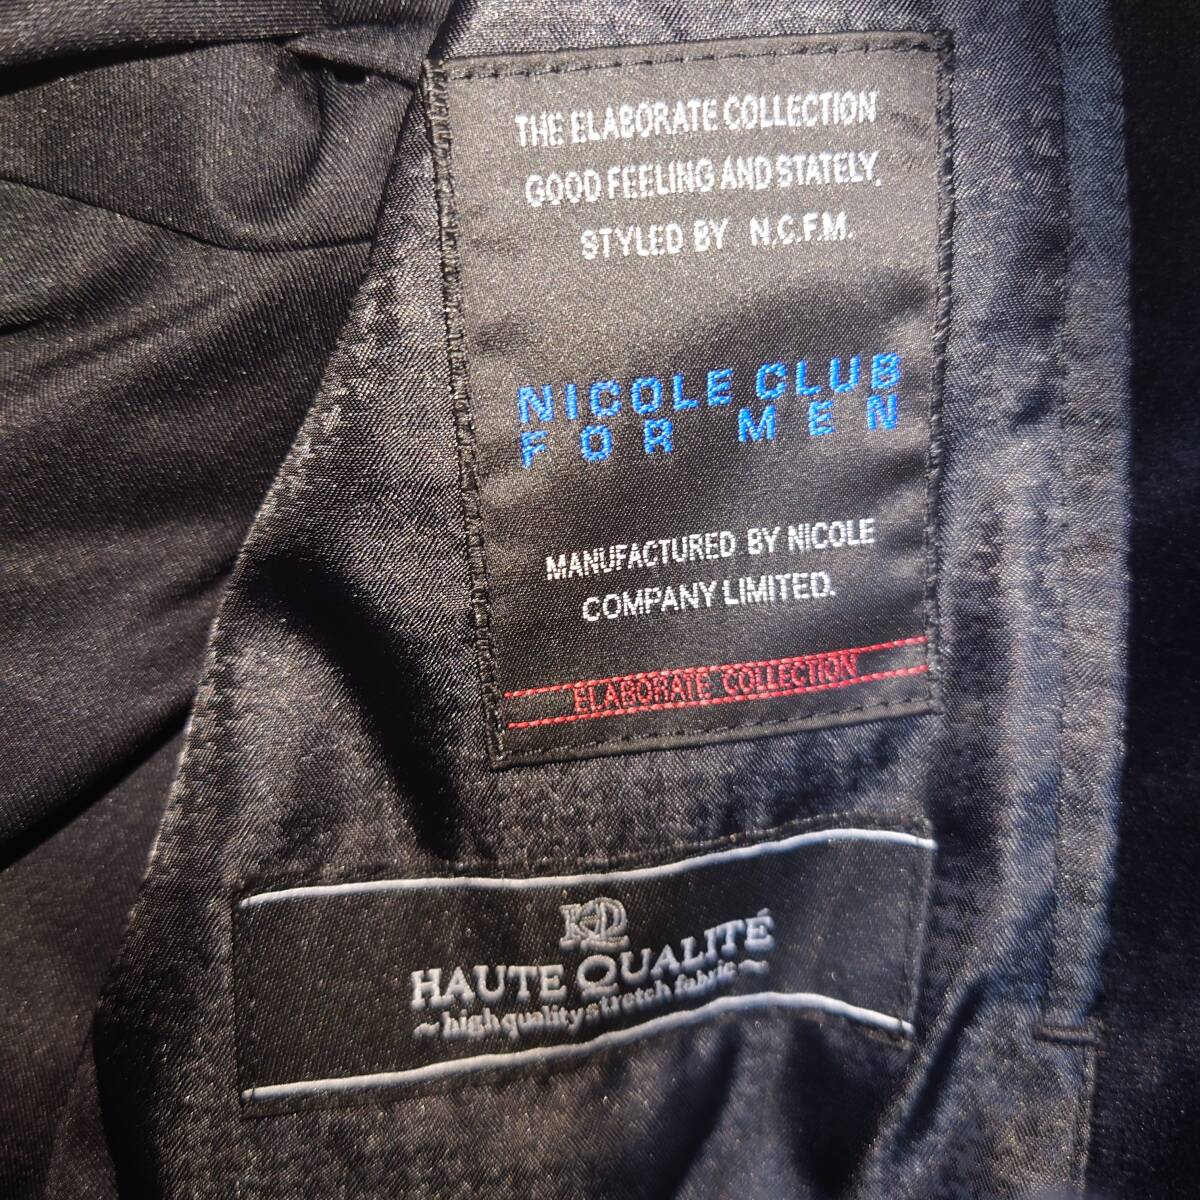 THE ELABORATE COLLECTION
GOOD FEELING AND STATELY,
STYLED BY N.C.F.M.
NICOLE CLUB
FOR MEN
MANUFACTURED BY NICOLE
COMPANY LIMITED.
ELABORATE COLLECTION
HQ
HAUTE QUALITÉ
~high quality stretch fabric~